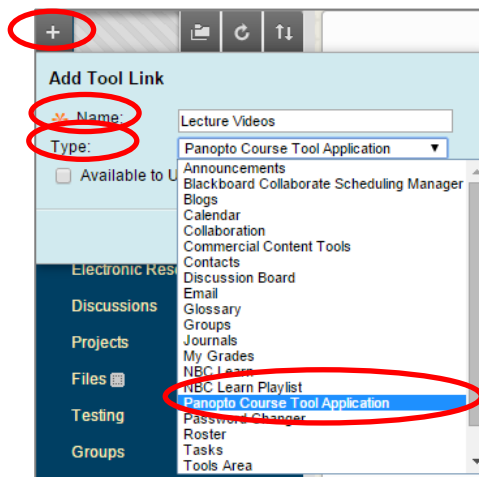 +
Add Tool Link
Name: Lecture Videos
Type: Panopto Course Tool Application
Available to U
Announcements
Blackboard Collaborate Scheduling Manager
Blogs
Calendar
Collaboration
Commercial Content Tools
Contacts
Discussion Board
Email
Glossary
Groups
Journals
My Grades
NBC Learn
NBC Learn Playlist
Panopto Course Tool Application
Password Changer
Roster
Tasks
Tools Area
Electronic Res
Discussions
Projects
Files
Testing
Groups